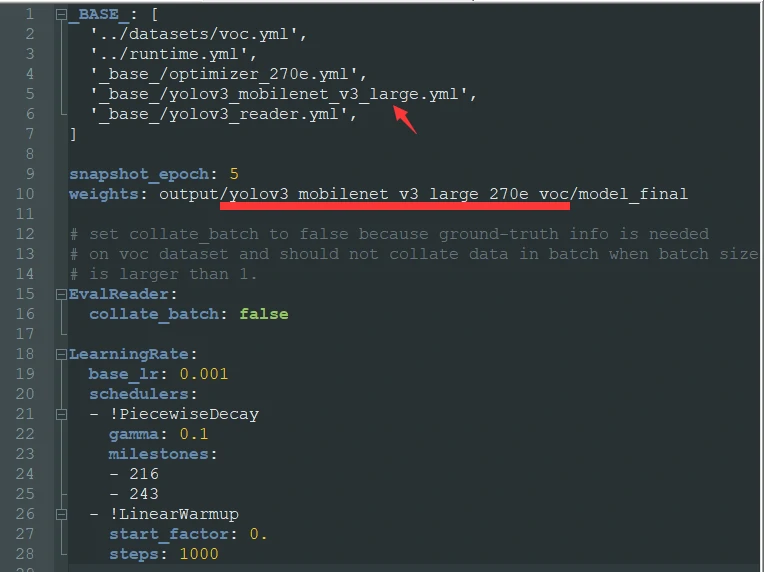 1 _BASE_: [
2 '../datasets/voc.yml',
3 '../runtime.yml',
4 '_base_/optimizer_270e.yml',
5 '_base_/yolov3_mobilenet_v3_large.yml',
6 '_base_/yolov3_reader.yml',
7 ]
8
9 snapshot_epoch: 5
10 weights: output/yolov3_mobilenet_v3_large_270e_voc/model_final
11
12 # set collate_batch to false because ground-truth info is needed
13 # on voc dataset and should not collate data in batch when batch size
14 # is larger than 1.
15 EvalReader:
16 collate_batch: false
17
18 LearningRate:
19 base_lr: 0.001
20 schedulers:
21 - !PiecewiseDecay
22 gamma: 0.1
23 milestones:
24 - 216
25 - 243
26 - !LinearWarmup
27 start_factor: 0.
28 steps: 1000